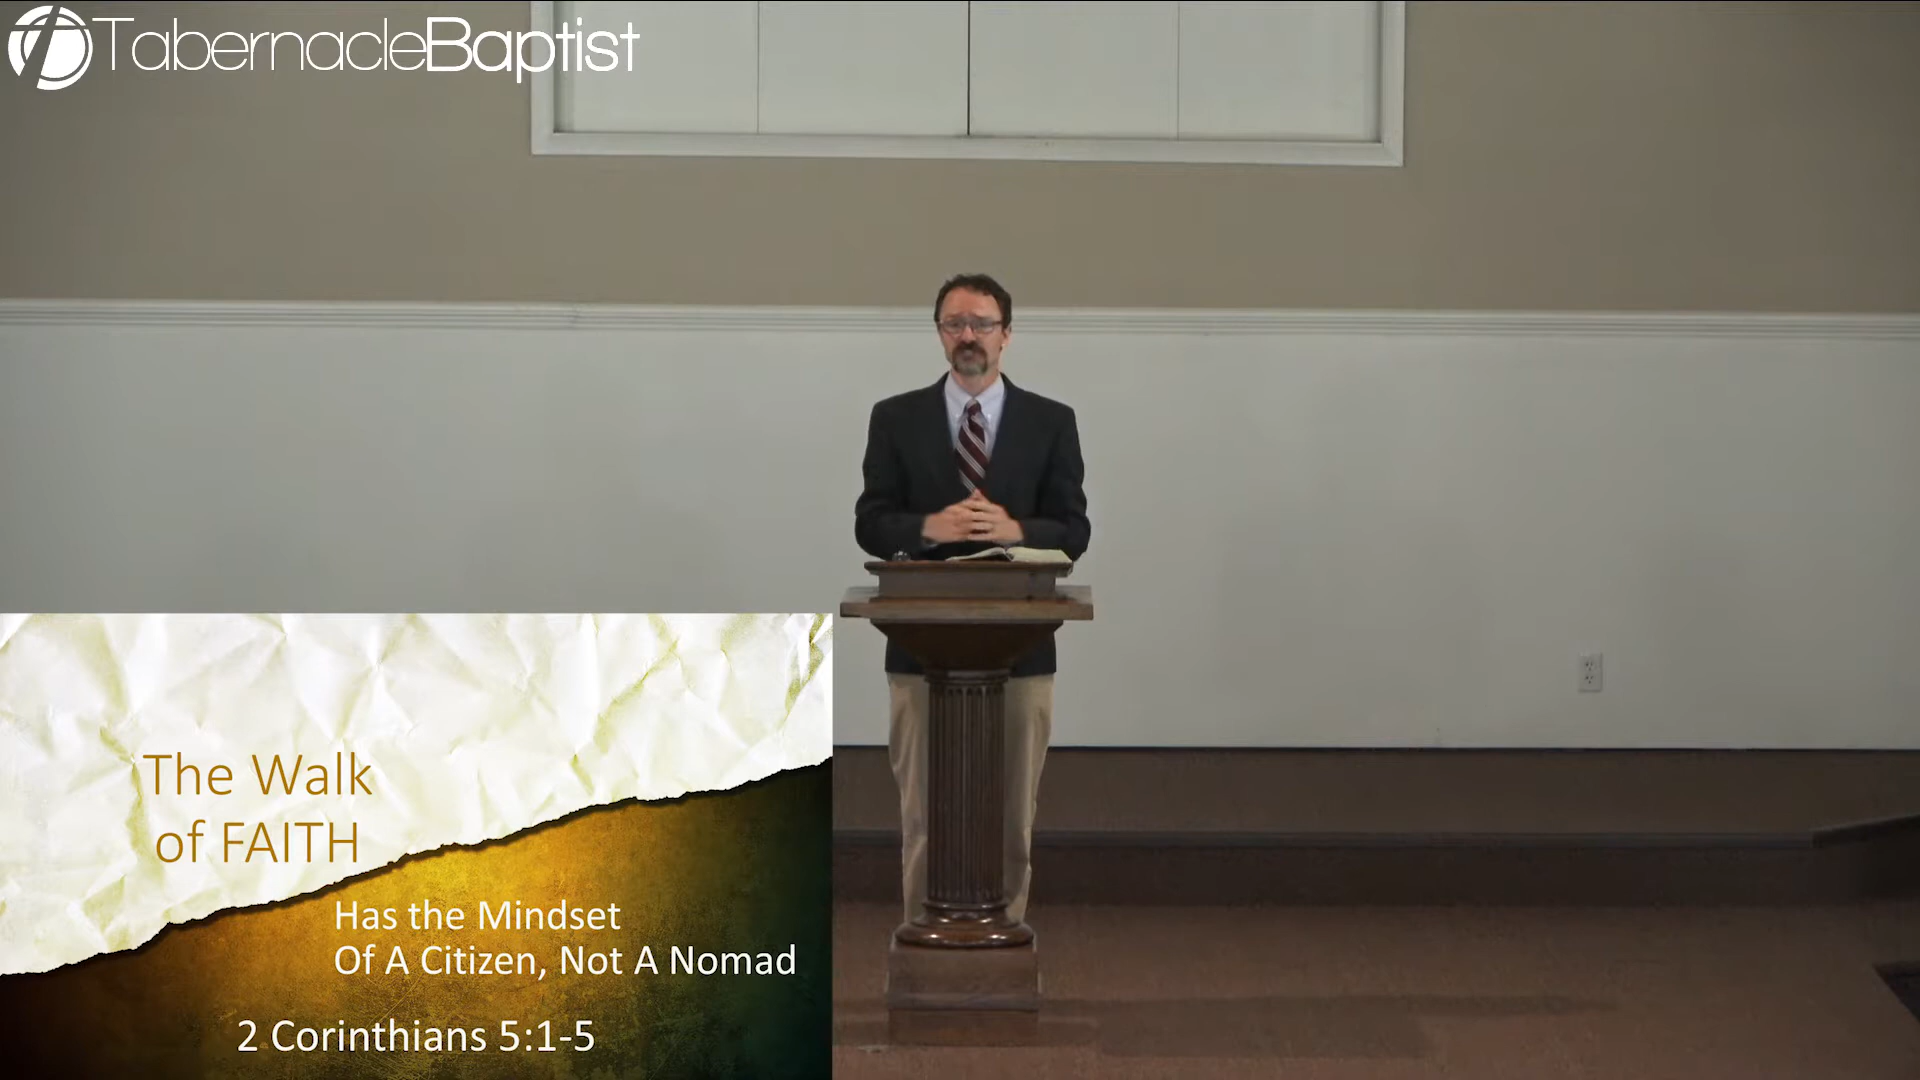 TabernacleBaptist
The Walk
of FAITH
Has the Mindset
Of A Citizen, Not A Nomad
2 Corinthians 5:1-5